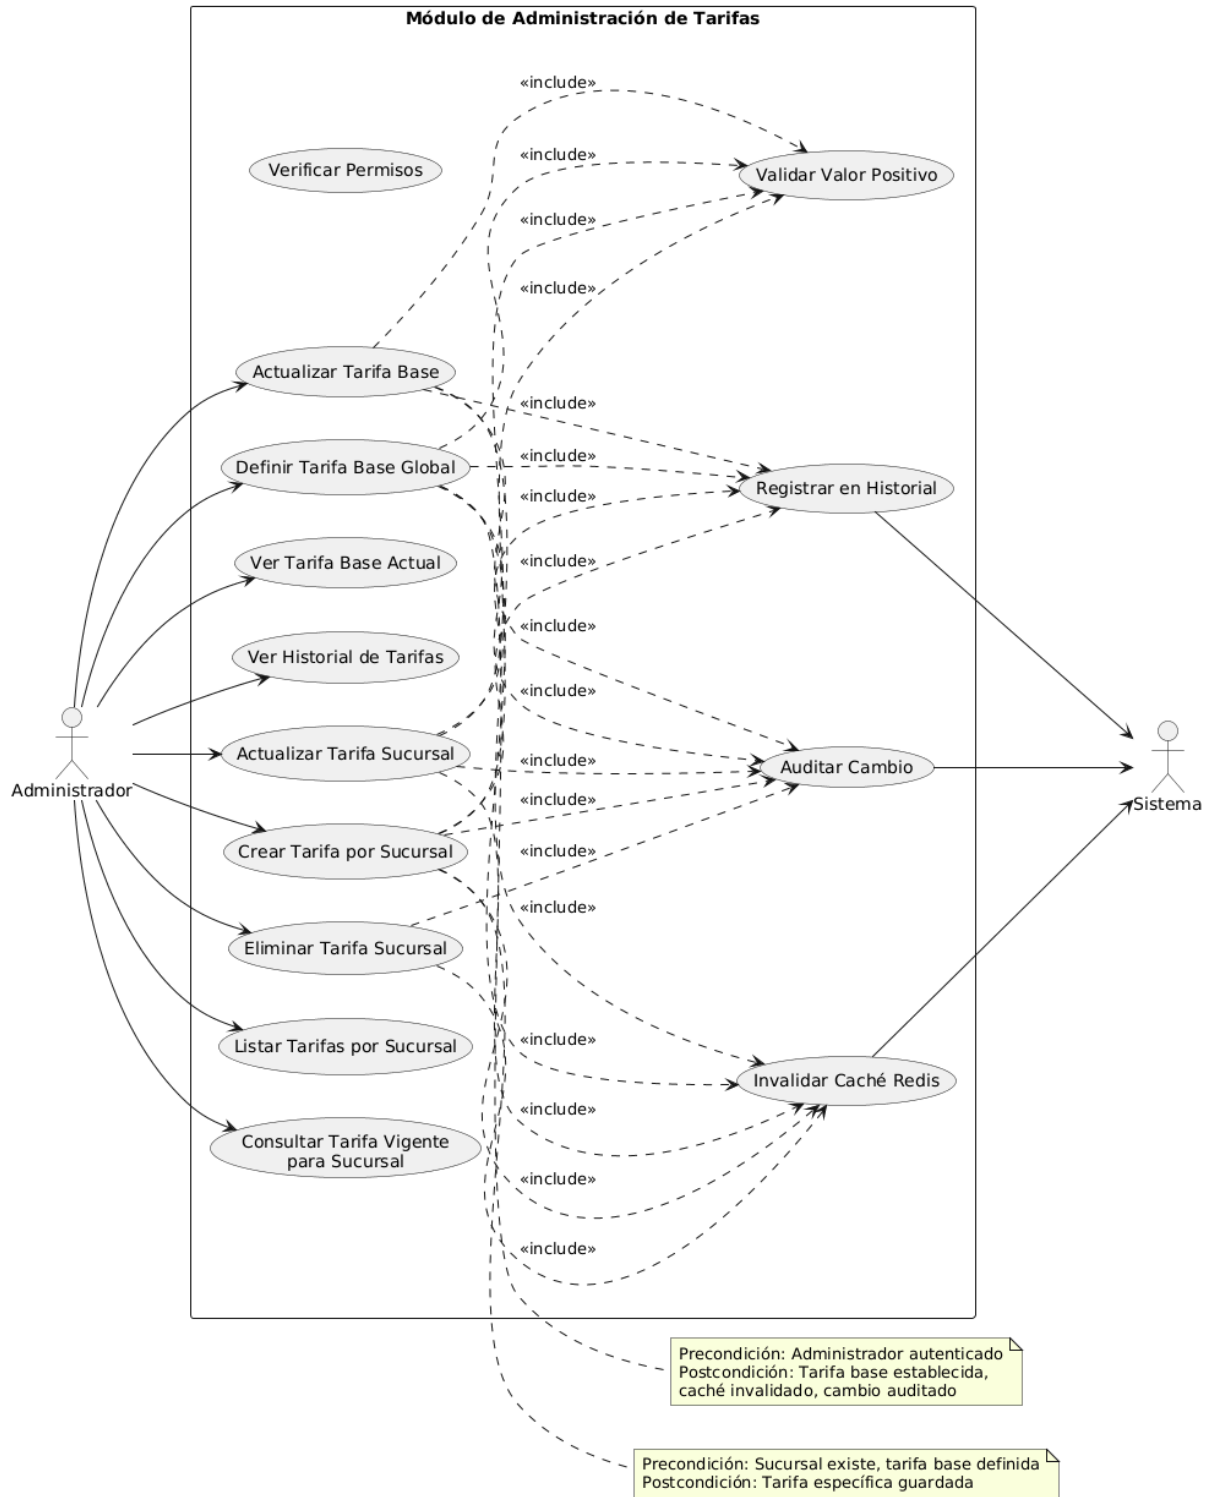 Módulo de Administración de Tarifas
«include»
«include»
Verificar Permisos
Validar Valor Positivo
«include»
«include»
Actualizar Tarifa Base
«include»
«include»
Definir Tarifa Base Global
Registrar en Historial
«include»
Ver Tarifa Base Actual
«include»
«include»
Ver Historial de Tarifas
«include»
Actualizar Tarifa Sucursal
«include»
Auditar Cambio
Administrador
Sistema
«include»
Crear Tarifa por Sucursal
«include»
«include»
Eliminar Tarifa Sucursal
«include»
Listar Tarifas por Sucursal
Invalidar Caché Redis
«include»
Consultar Tarifa Vigente
para Sucursal
«include»
«include»
Precondición: Administrador autenticado
Postcondición: Tarifa base establecida,
caché invalidado, cambio auditado
Precondición: Sucursal existe, tarifa base definida
Postcondición: Tarifa específica guardada